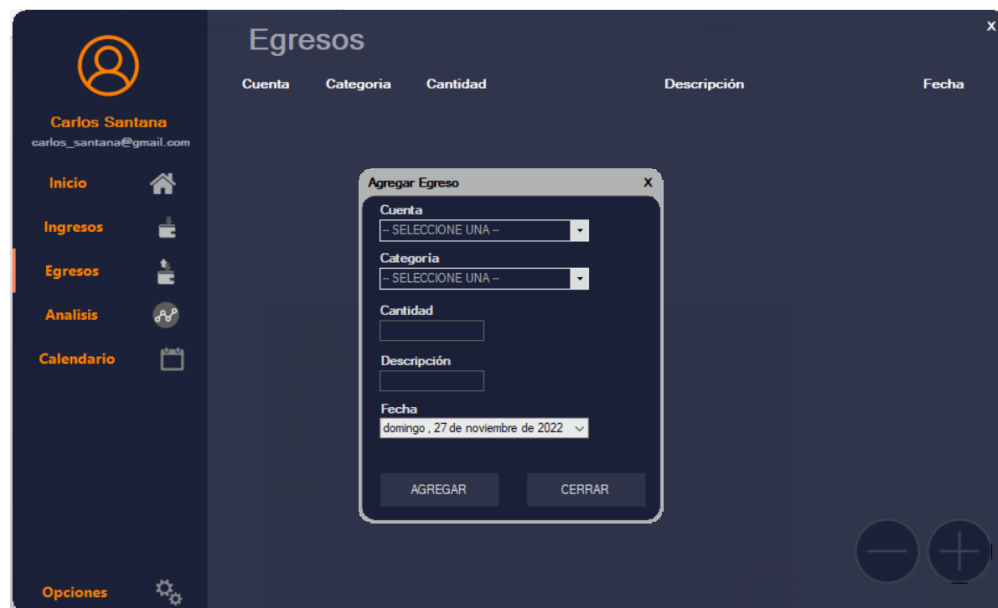 x
Egresos
Cuenta Categoria Cantidad Descripción Fecha
Carlos Santana
carlos_santana@gmail.com
Inicio
Ingresos
Egresos
Analisis
Calendario
Opciones
Agregar Egreso x
Cuenta
-- SELECCIONE UNA --
Categoria
-- SELECCIONE UNA --
Cantidad
Descripción
Fecha
domingo , 27 de noviembre de 2022
AGREGAR CERRAR